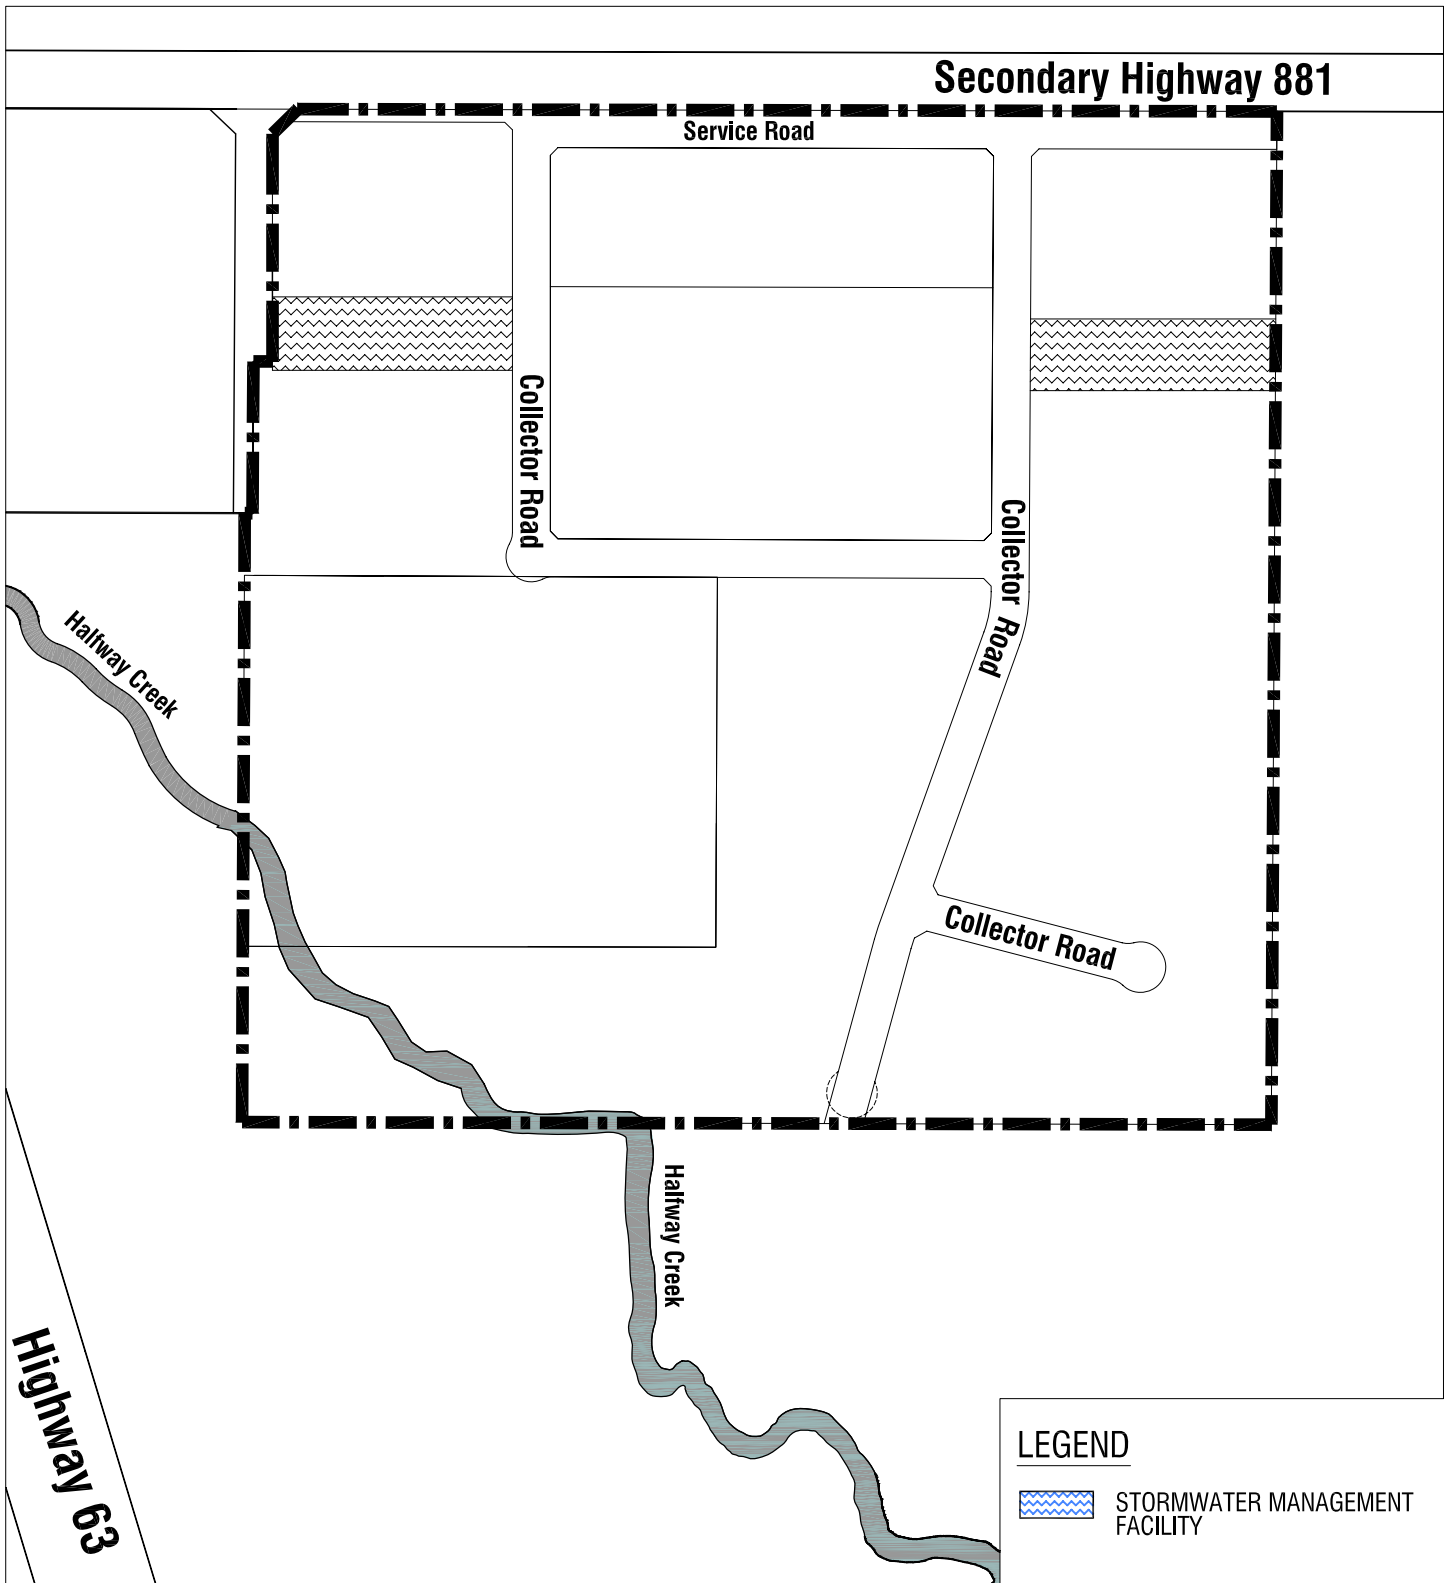 Secondary Highway 881
Service Road
Collector Road
Collector Road
Halfway Creek
Collector Road
Halfway Creek
Highway 63
LEGEND
STORMWATER MANAGEMENT
FACILITY